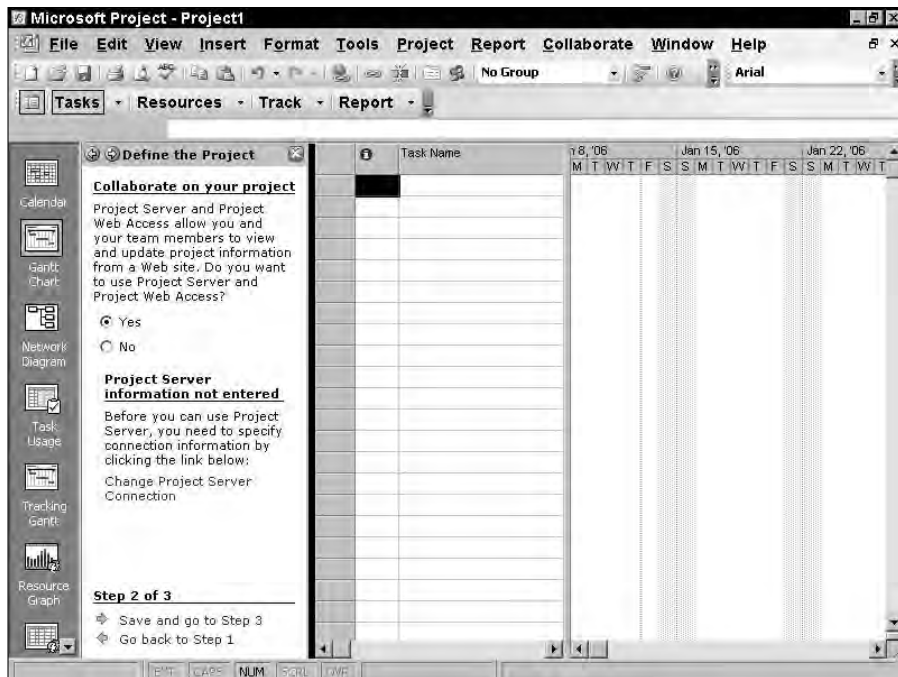 Microsoft Project - Project1
File Edit View Insert Format Tools Project Report Collaborate Window Help
No Group Arial
Tasks Resources Track Report
Define the Project
Collaborate on your project
Project Server and Project
Web Access allow you and
your team members to view
and update project information
from a Web site. Do you want
to use Project Server and
Project Web Access?
Yes
No
Project Server
information not entered
Before you can use Project
Server, you need to specify
connection information by
clicking the link below:
Change Project Server
Connection
Step 2 of 3
Save and go to Step 3
Go back to Step 1
Calendar
Gantt
Chart
Network
Diagram
Task
Usage
Tracking
Gantt
Resource
Graph
Task Name
8, '06 Jan 15, '06 Jan 22, '06
M T W T F S S M T W T F S S M T W T
EXT CAPS NUM SCRL OVR